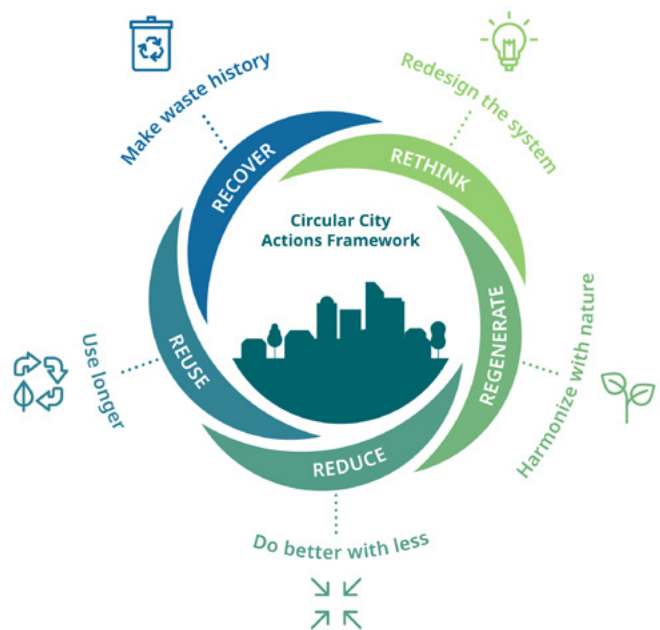 Circular City
Actions Framework
RETHINK
Redesign the system
REGENERATE
Harmonize with nature
REDUCE
Do better with less
REUSE
Use longer
RECOVER
Make waste history